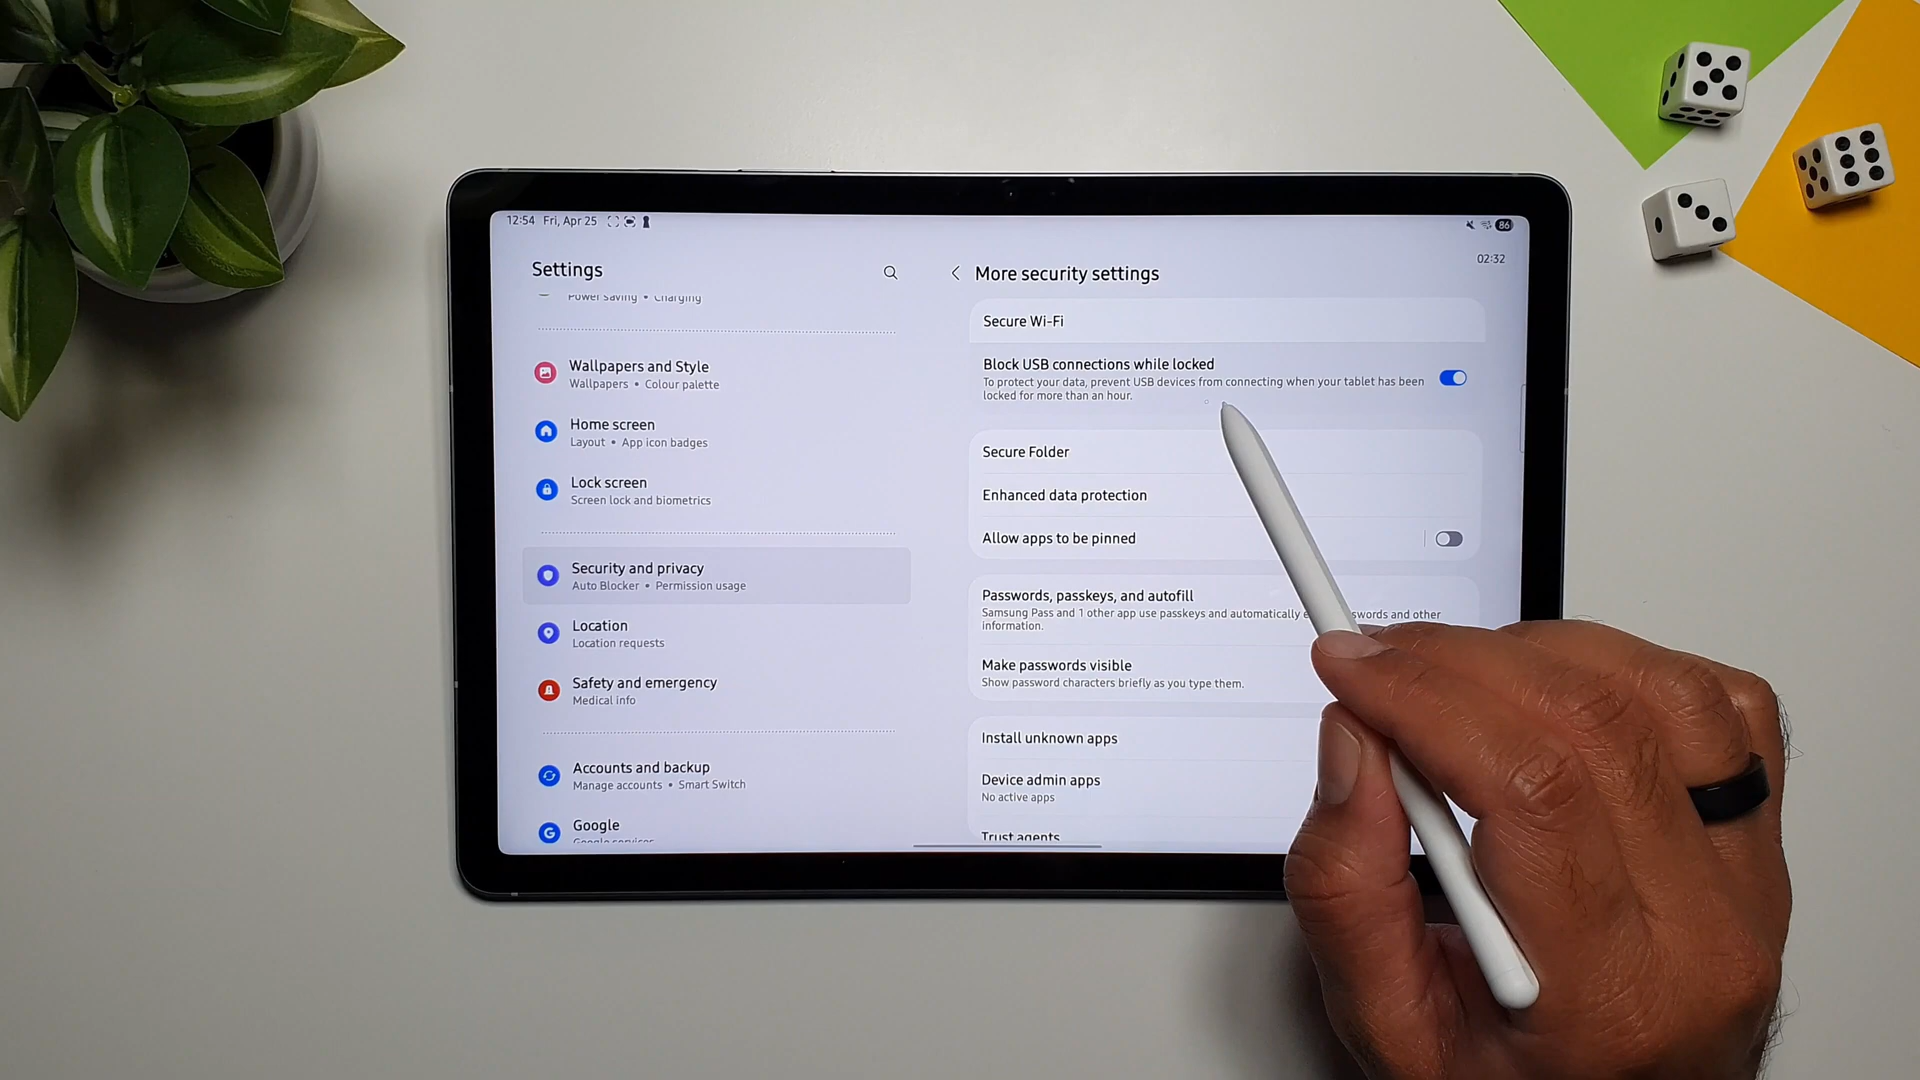 12:54 Fri, Apr 25
86
Settings
Power saving • Charging
Wallpapers and Style
Wallpapers • Colour palette
Home screen
Layout • App icon badges
Lock screen
Screen lock and biometrics
Security and privacy
Auto Blocker • Permission usage
Location
Location requests
Safety and emergency
Medical info
Accounts and backup
Manage accounts • Smart Switch
Google
Google services
02:32
More security settings
Secure Wi-Fi
Block USB connections while locked
To protect your data, prevent USB devices from connecting when your tablet has been
locked for more than an hour.
Secure Folder
Enhanced data protection
Allow apps to be pinned
Passwords, passkeys, and autofill
Samsung Pass and 1 other app use passkeys and automatically and other
information.
Make passwords visible
Show password characters briefly as you type them.
Install unknown apps
Device admin apps
No active apps
Trust agents